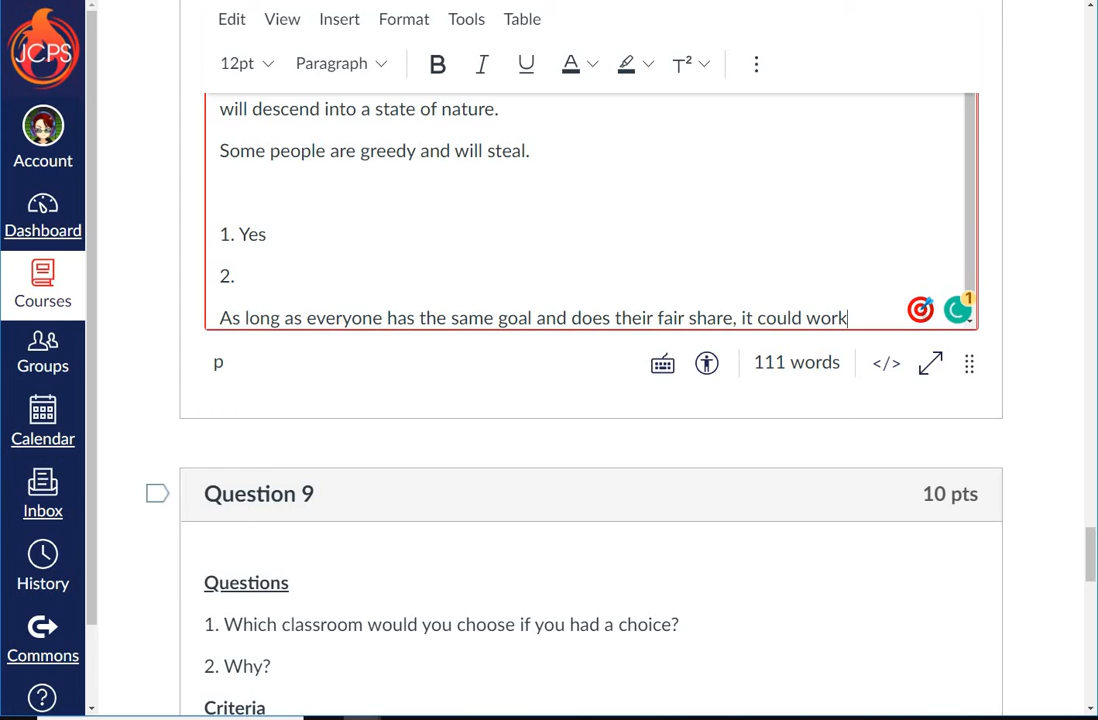 JCPS
Account
Dashboard
Courses
Groups
Calendar
Inbox
History
Commons
Edit View Insert Format Tools Table
12pt Paragraph B I U A T²
will descend into a state of nature.
Some people are greedy and will steal.
1. Yes
2.
As long as everyone has the same goal and does their fair share, it could work
1
p 111 words </>
Question 9 10 pts
Questions
1. Which classroom would you choose if you had a choice?
2. Why?
Criteria